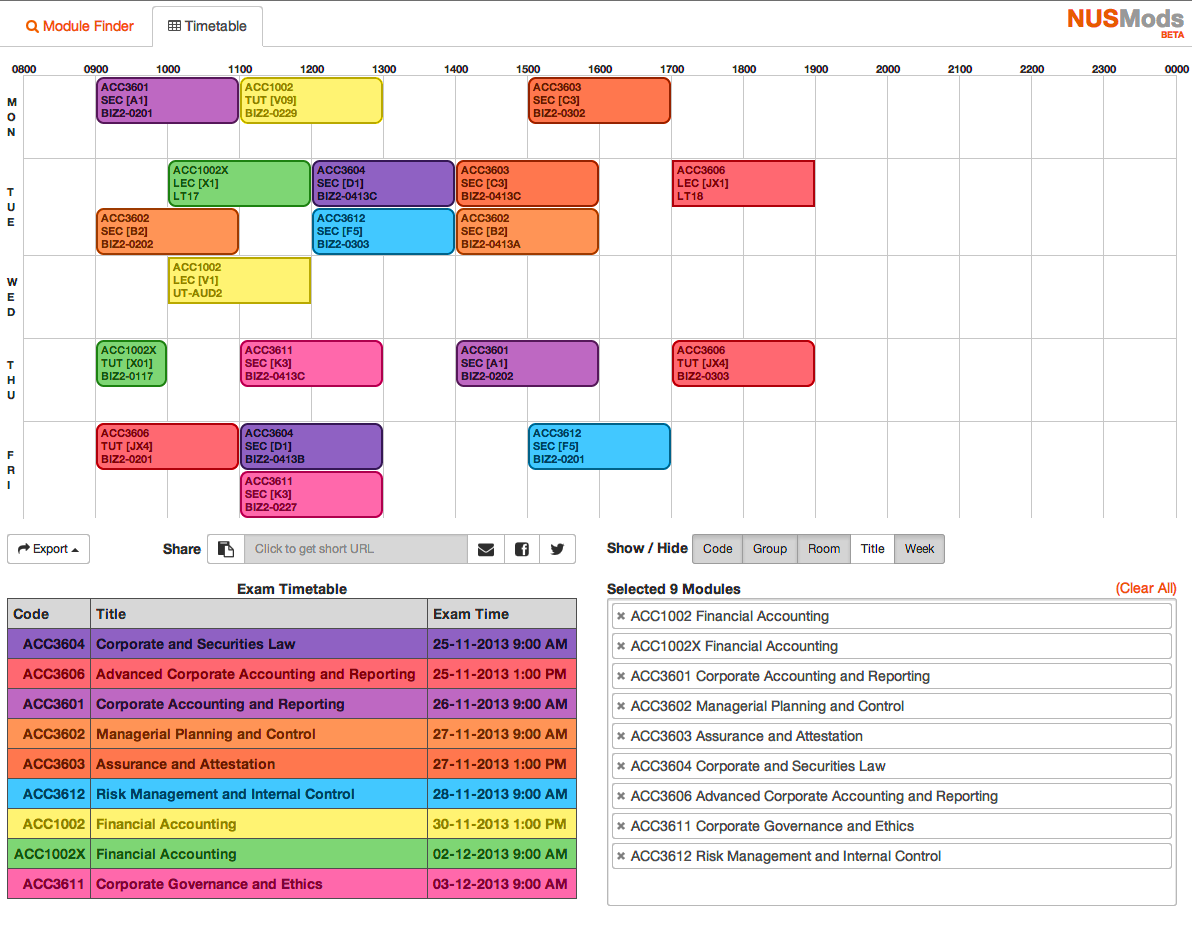 Module Finder
Timetable
NUSMods
BETA
0800 0900 1000 1100 1200 1300 1400 1500 1600 1700 1800 1900 2000 2100 2200 2300 0000
MON
ACC3601
SEC [A1]
BIZ2-0201
ACC1002
TUT [V09]
BIZ2-0229
ACC3603
SEC [C3]
BIZ2-0302
TUE
ACC1002X
LEC [X1]
LT17
ACC3604
SEC [D1]
BIZ2-0413C
ACC3603
SEC [C3]
BIZ2-0413C
ACC3606
LEC [JX1]
LT18
ACC3602
SEC [B2]
BIZ2-0202
ACC3612
SEC [F5]
BIZ2-0303
ACC3602
SEC [B2]
BIZ2-0413A
WED
ACC1002
LEC [V1]
UT-AUD2
THU
ACC1002X
TUT [X01]
BIZ2-0117
ACC3611
SEC [K3]
BIZ2-0413C
ACC3601
SEC [A1]
BIZ2-0202
ACC3606
TUT [JX4]
BIZ2-0303
FRI
ACC3606
TUT [JX4]
BIZ2-0201
ACC3604
SEC [D1]
BIZ2-0413B
ACC3612
SEC [F5]
BIZ2-0201
ACC3611
SEC [K3]
BIZ2-0227
Export
Share
Click to get short URL
Show / Hide
Code Group Room Title Week
Exam Timetable
Code Title Exam Time
ACC3604 Corporate and Securities Law 25-11-2013 9:00 AM
ACC3606 Advanced Corporate Accounting and Reporting 25-11-2013 1:00 PM
ACC3601 Corporate Accounting and Reporting 26-11-2013 9:00 AM
ACC3602 Managerial Planning and Control 27-11-2013 9:00 AM
ACC3603 Assurance and Attestation 27-11-2013 1:00 PM
ACC3612 Risk Management and Internal Control 28-11-2013 9:00 AM
ACC1002 Financial Accounting 30-11-2013 1:00 PM
ACC1002X Financial Accounting 02-12-2013 9:00 AM
ACC3611 Corporate Governance and Ethics 03-12-2013 9:00 AM
Selected 9 Modules
(Clear All)
ACC1002 Financial Accounting
ACC1002X Financial Accounting
ACC3601 Corporate Accounting and Reporting
ACC3602 Managerial Planning and Control
ACC3603 Assurance and Attestation
ACC3604 Corporate and Securities Law
ACC3606 Advanced Corporate Accounting and Reporting
ACC3611 Corporate Governance and Ethics
ACC3612 Risk Management and Internal Control